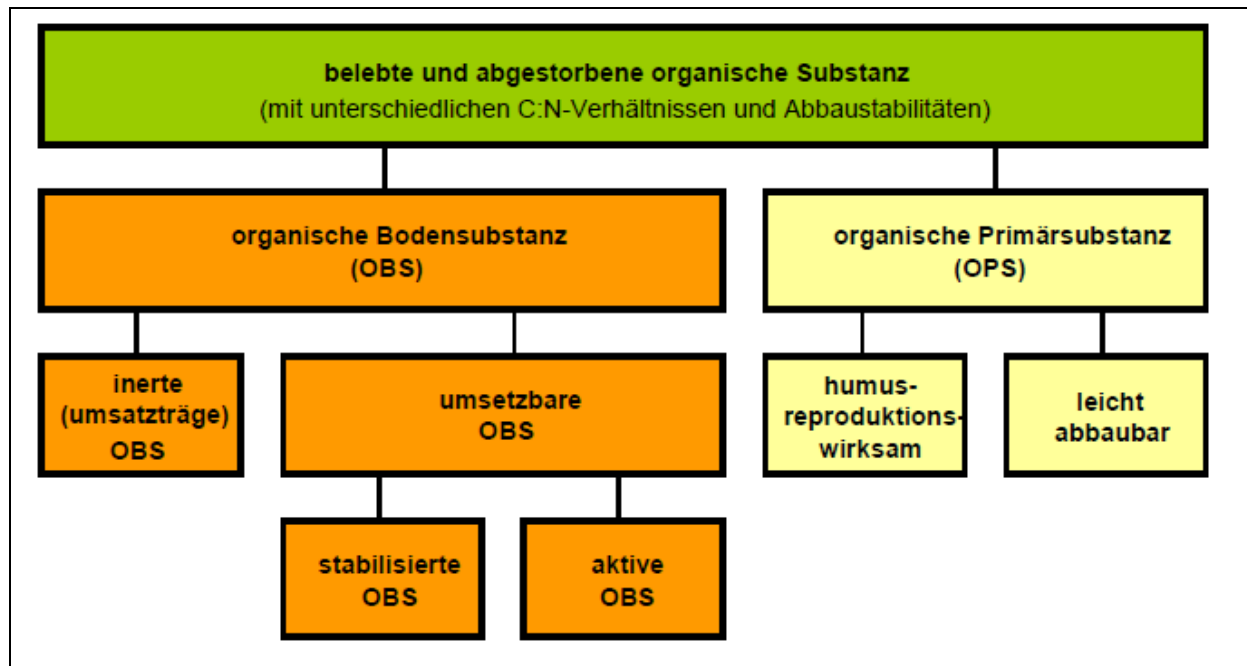 belebte und abgestorbene organische Substanz
(mit unterschiedlichen C:N-Verhältnissen und Abbaustabilitäten)
organische Bodensubstanz
(OBS)
organische Primärsubstanz
(OPS)
inerte
(umsatzträge)
OBS
umsetzbare
OBS
humus-
reproduktions-
wirksam
leicht
abbaubar
stabilisierte
OBS
aktive
OBS